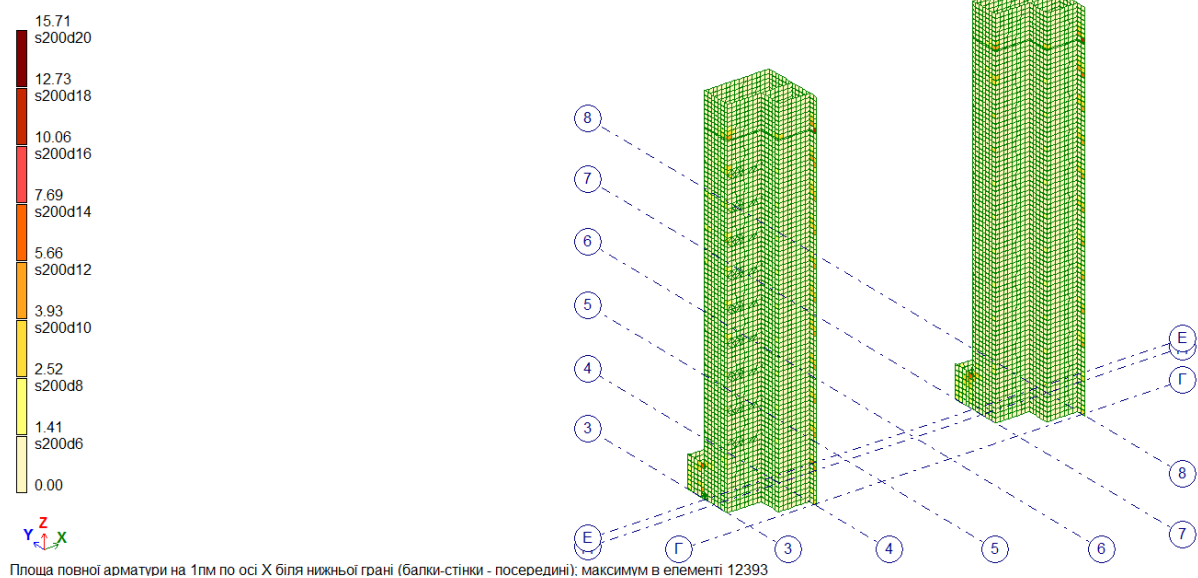 15.71
s200d20
12.73
s200d18
10.06
s200d16
7.69
s200d14
5.66
s200d12
3.93
s200d10
2.52
s200d8
1.41
s200d6
0.00
8
7
6
5
4
3
Е
Г
3
4
5
6
7
8
Г
Е
Z
Y
X
Площа повної арматури на 1пм по осі X біля нижньої грані (балки-стінки - посередині); максимум в елементі 12393